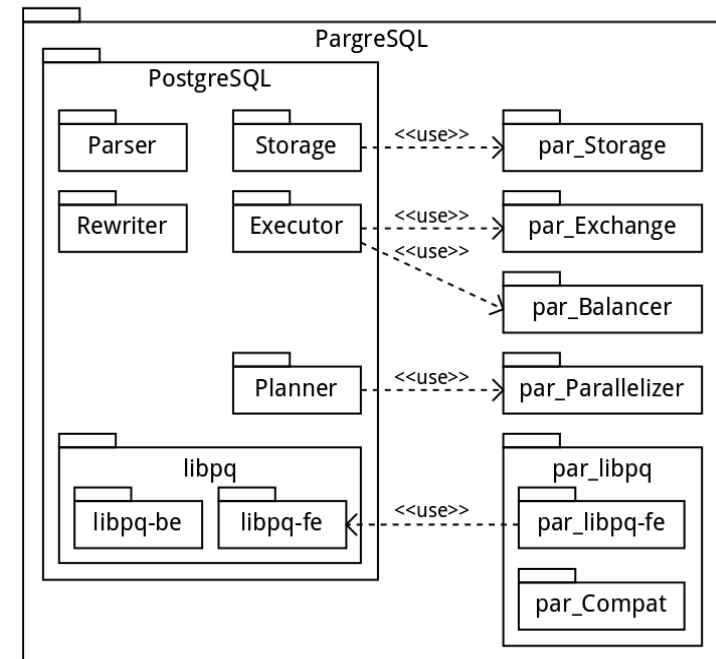 PargreSQL
PostgreSQL
Parser
Storage
<<use>>
par_Storage
Rewriter
Executor
<<use>>
par_Exchange
<<use>>
par_Balancer
Planner
<<use>>
par_Parallelizer
libpq
par_libpq
libpq-be
libpq-fe
<<use>>
par_libpq-fe
par_Compat